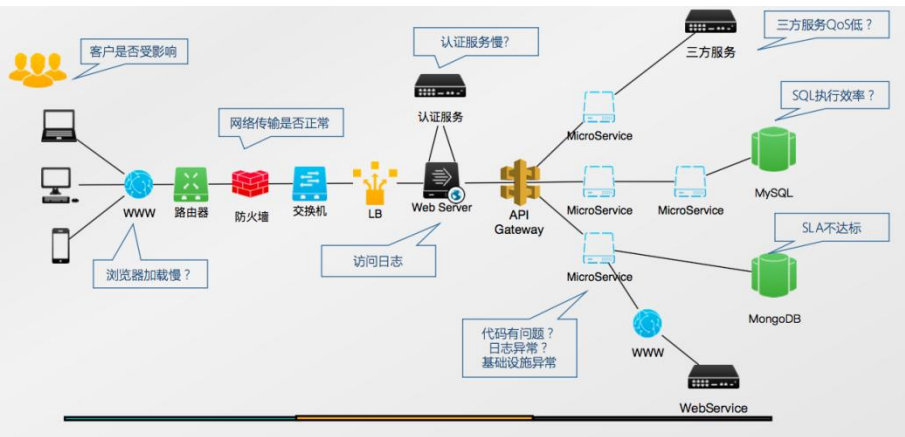 客户是否受影响
认证服务慢?
三方服务QoS低？
三方服务
SQL执行效率？
认证服务
网络传输是否正常
MicroService
MySQL
WWW
路由器
防火墙
交换机
LB
Web Server
API
Gateway
MicroService
MicroService
SLA不达标
访问日志
浏览器加载慢？
MicroService
MongoDB
代码有问题？
日志异常？
基础设施异常
WWW
WebService